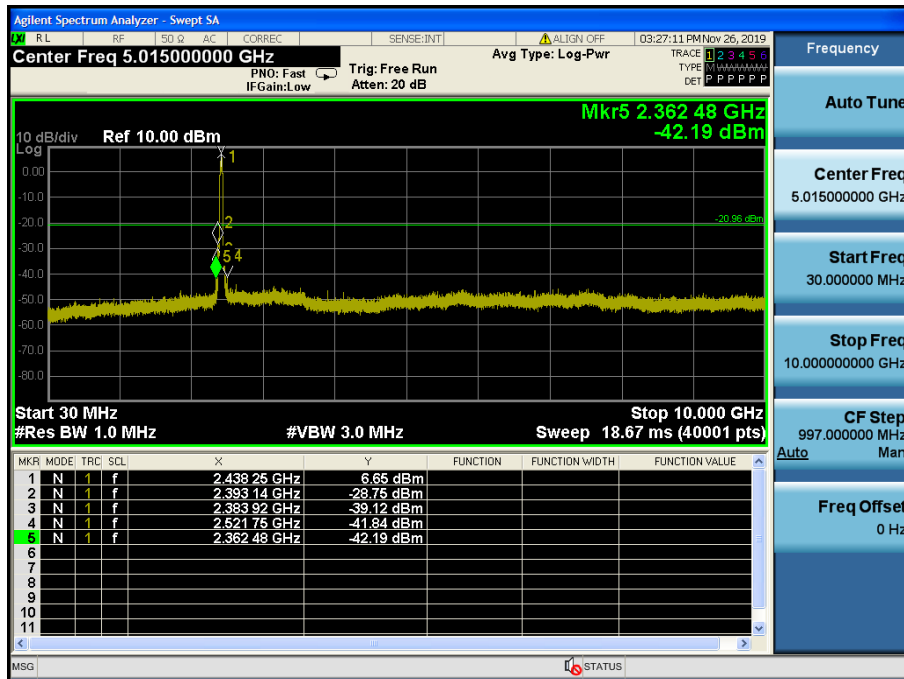 Agilent Spectrum Analyzer - Swept SA
LXI RL RF 50 Ω AC CORREC SENSE:INT ALIGN OFF 03:27:11 PM Nov 26, 2019
Center Freq 5.015000000 GHz
PNO: Fast
IFGain:Low
Trig: Free Run
Atten: 20 dB
Avg Type: Log-Pwr
TRACE 1 2 3 4 5 6
TYPE M
DET P P P P P P
Mkr5 2.362 48 GHz
-42.19 dBm
10 dB/div Ref 10.00 dBm
Log
0.00
-10.0
-20.0
-30.0
-40.0
-50.0
-60.0
-70.0
-80.0
1
2
5 4
-20.96 dBm
Start 30 MHz Stop 10.000 GHz
#Res BW 1.0 MHz #VBW 3.0 MHz Sweep 18.67 ms (40001 pts)
MKR MODE TRC SCL X Y FUNCTION FUNCTION WIDTH FUNCTION VALUE
1 N 1 f 2.438 25 GHz 6.65 dBm
2 N 1 f 2.393 14 GHz -28.75 dBm
3 N 1 f 2.383 92 GHz -39.12 dBm
4 N 1 f 2.521 75 GHz -41.84 dBm
5 N 1 f 2.362 48 GHz -42.19 dBm
6
7
8
9
10
11
MSG STATUS
Frequency
Auto Tune
Center Freq
5.015000000 GHz
Start Freq
30.000000 MHz
Stop Freq
10.000000000 GHz
CF Step
997.000000 MHz
Auto Man
Freq Offset
0 Hz